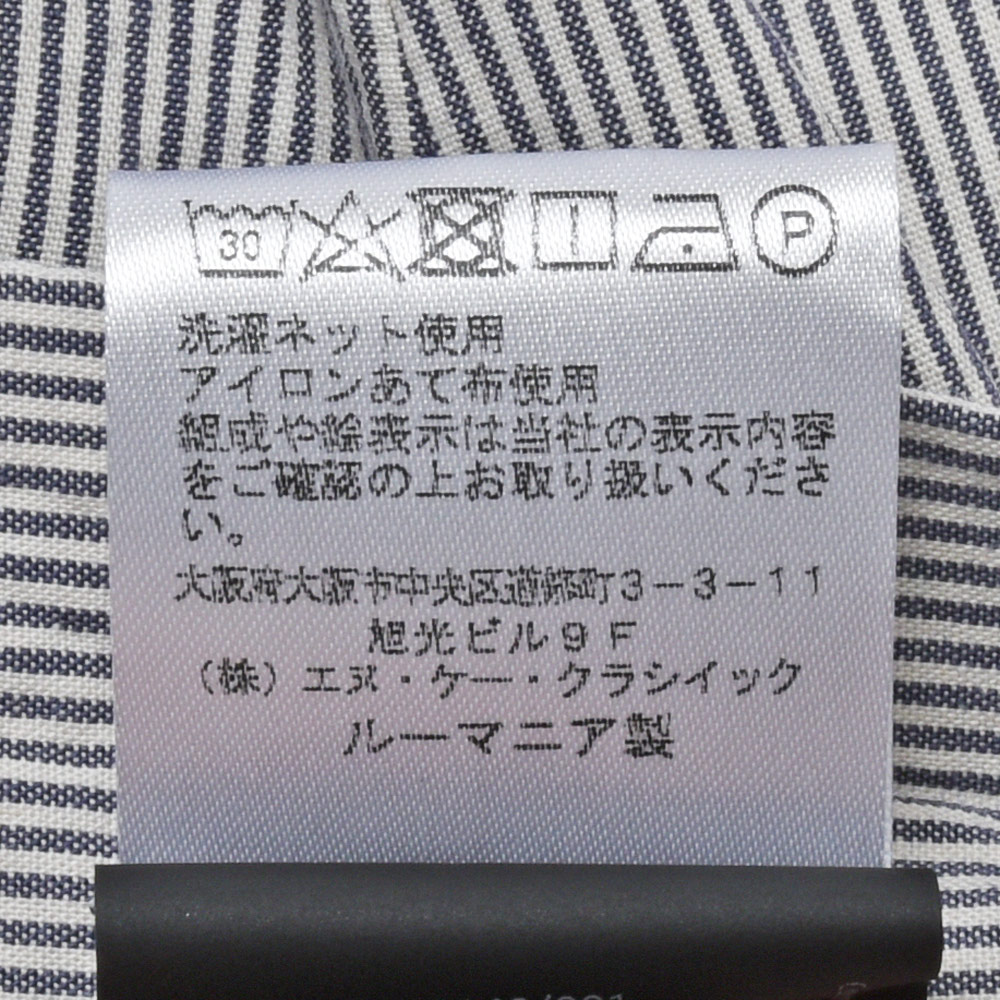 30 P
洗濯ネット使用
アイロンあて布使用
組成や絵表示は当社の表示内容
をご確認の上お取り扱いくださ
い。
大阪府大阪市中央区道修町3-3-11
旭光ビル9F
(株)エヌ・ケー・クラシイック
ルーマニア製